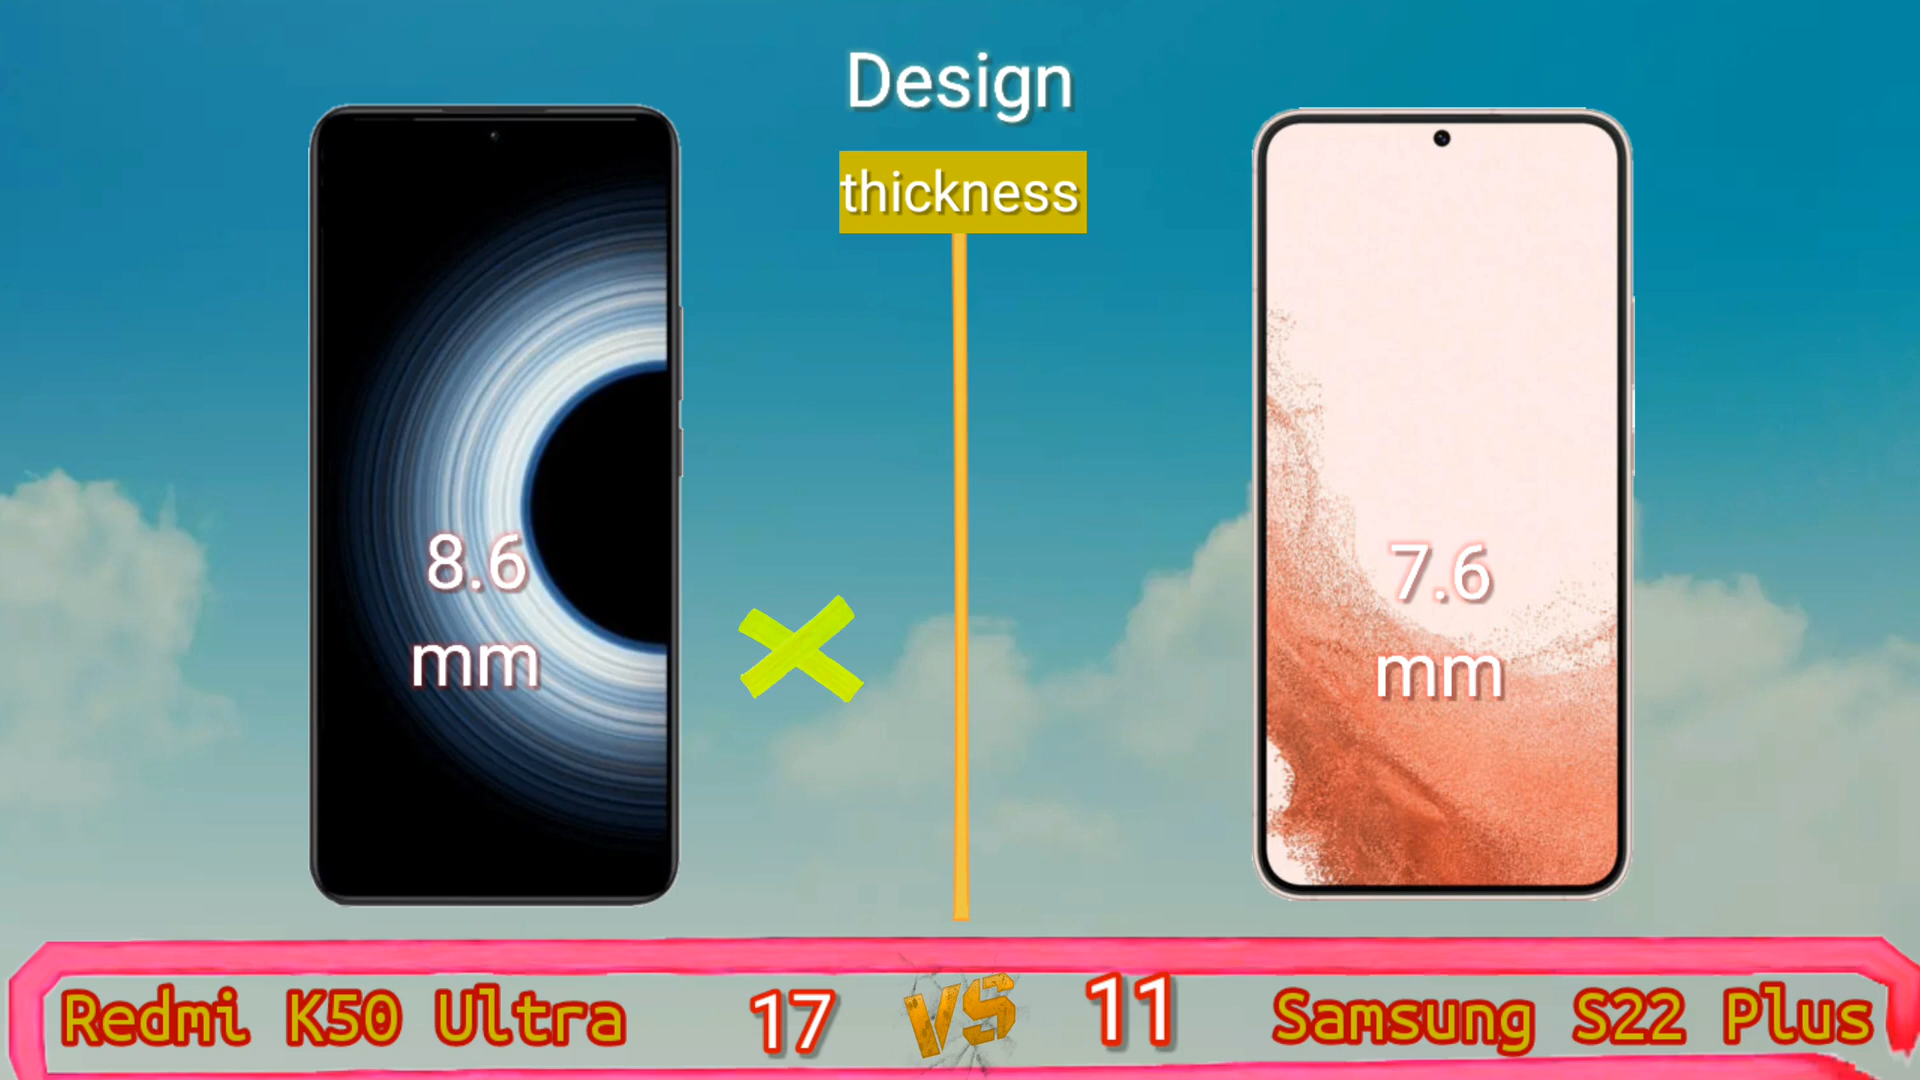 Design
thickness
8.6
mm
7.6
mm
Redmi K50 Ultra 17 VS 11 Samsung S22 Plus